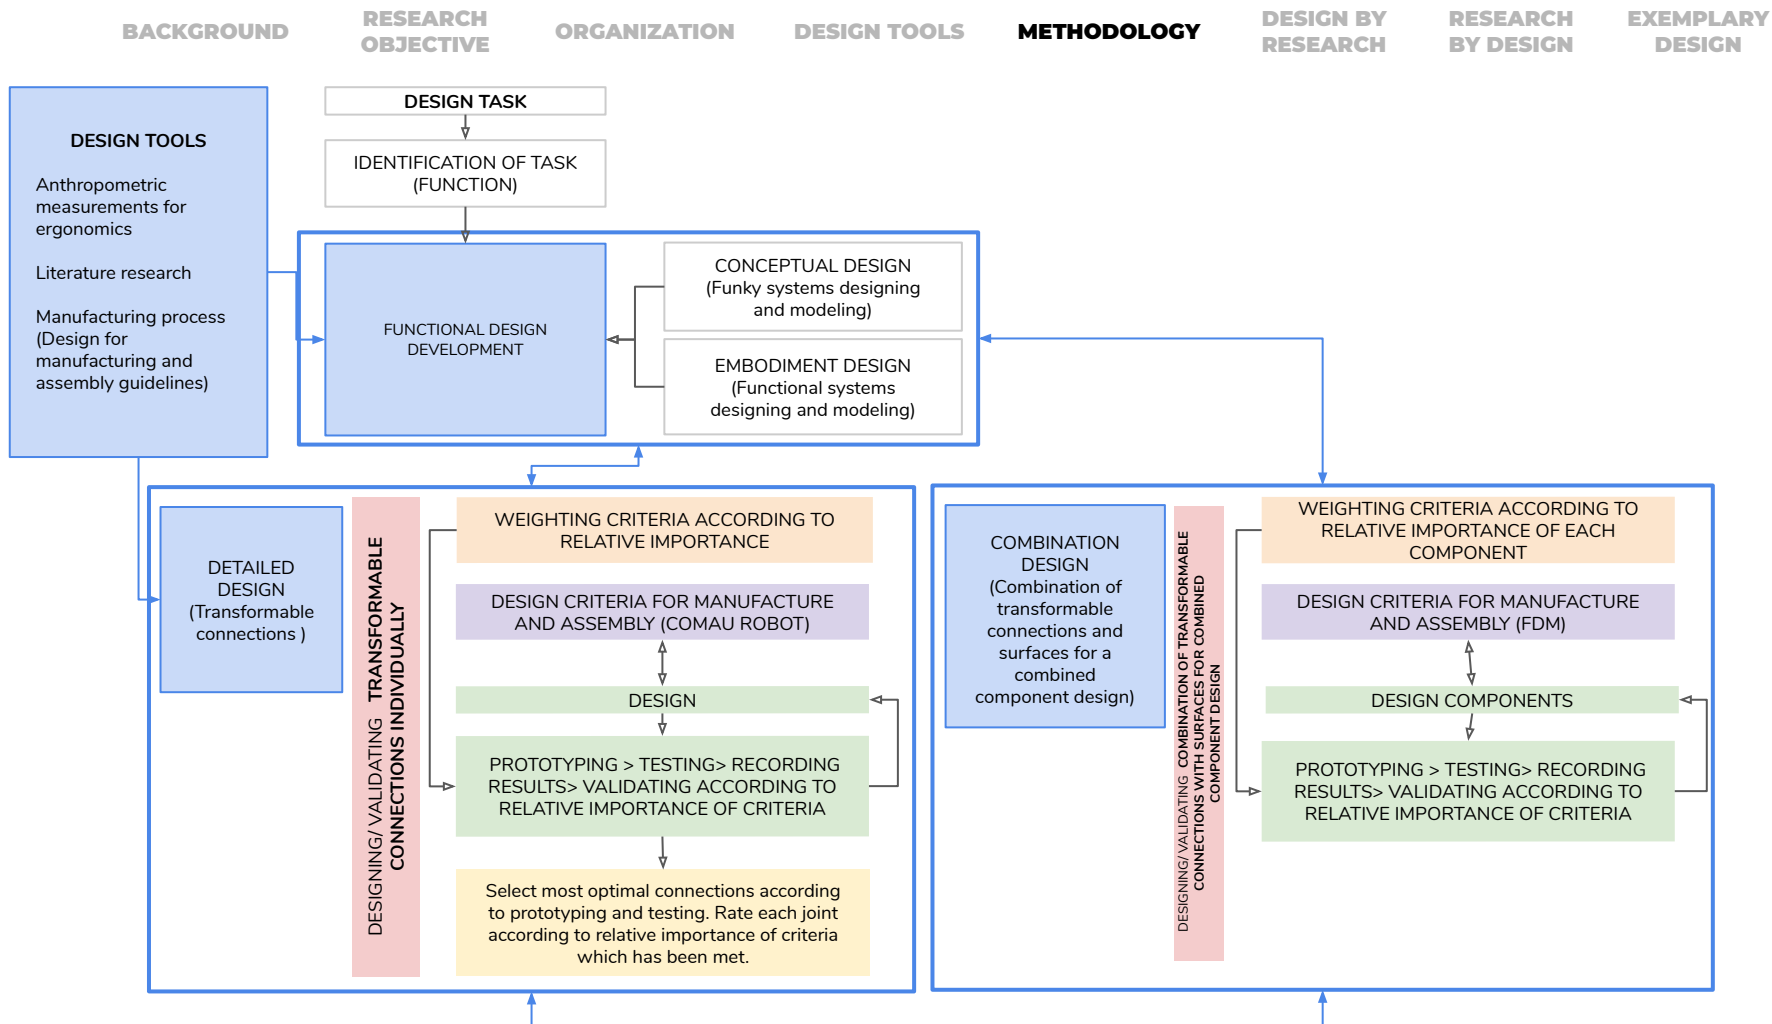 BACKGROUND
RESEARCH
OBJECTIVE
ORGANIZATION
DESIGN TOOLS
METHODOLOGY
DESIGN BY
RESEARCH
RESEARCH
BY DESIGN
EXEMPLARY
DESIGN
DESIGN TOOLS
Anthropometric
measurements for
ergonomics
Literature research
Manufacturing process
(Design for
manufacturing and
assembly guidelines)
DESIGN TASK
IDENTIFICATION OF TASK
(FUNCTION)
FUNCTIONAL DESIGN
DEVELOPMENT
CONCEPTUAL DESIGN
(Funky systems designing
and modeling)
EMBODIMENT DESIGN
(Functional systems
designing and modeling)
DETAILED
DESIGN
(Transformable
connections )
DESIGNING/ VALIDATING TRANSFORMABLE
CONNECTIONS INDIVIDUALLY
WEIGHTING CRITERIA ACCORDING TO
RELATIVE IMPORTANCE
DESIGN CRITERIA FOR MANUFACTURE
AND ASSEMBLY (COMAU ROBOT)
DESIGN
PROTOTYPING > TESTING> RECORDING
RESULTS> VALIDATING ACCORDING TO
RELATIVE IMPORTANCE OF CRITERIA
Select most optimal connections according
to prototyping and testing. Rate each joint
according to relative importance of criteria
which has been met.
COMBINATION
DESIGN
(Combination of
transformable
connections and
surfaces for a
combined
component design)
DESIGNING/ VALIDATING COMBINATION OF TRANSFORMABLE
CONNECTIONS WITH SURFACES FOR COMBINED
COMPONENT DESIGN
WEIGHTING CRITERIA ACCORDING TO
RELATIVE IMPORTANCE OF EACH
COMPONENT
DESIGN CRITERIA FOR MANUFACTURE
AND ASSEMBLY (FDM)
DESIGN COMPONENTS
PROTOTYPING > TESTING> RECORDING
RESULTS> VALIDATING ACCORDING TO
RELATIVE IMPORTANCE OF CRITERIA